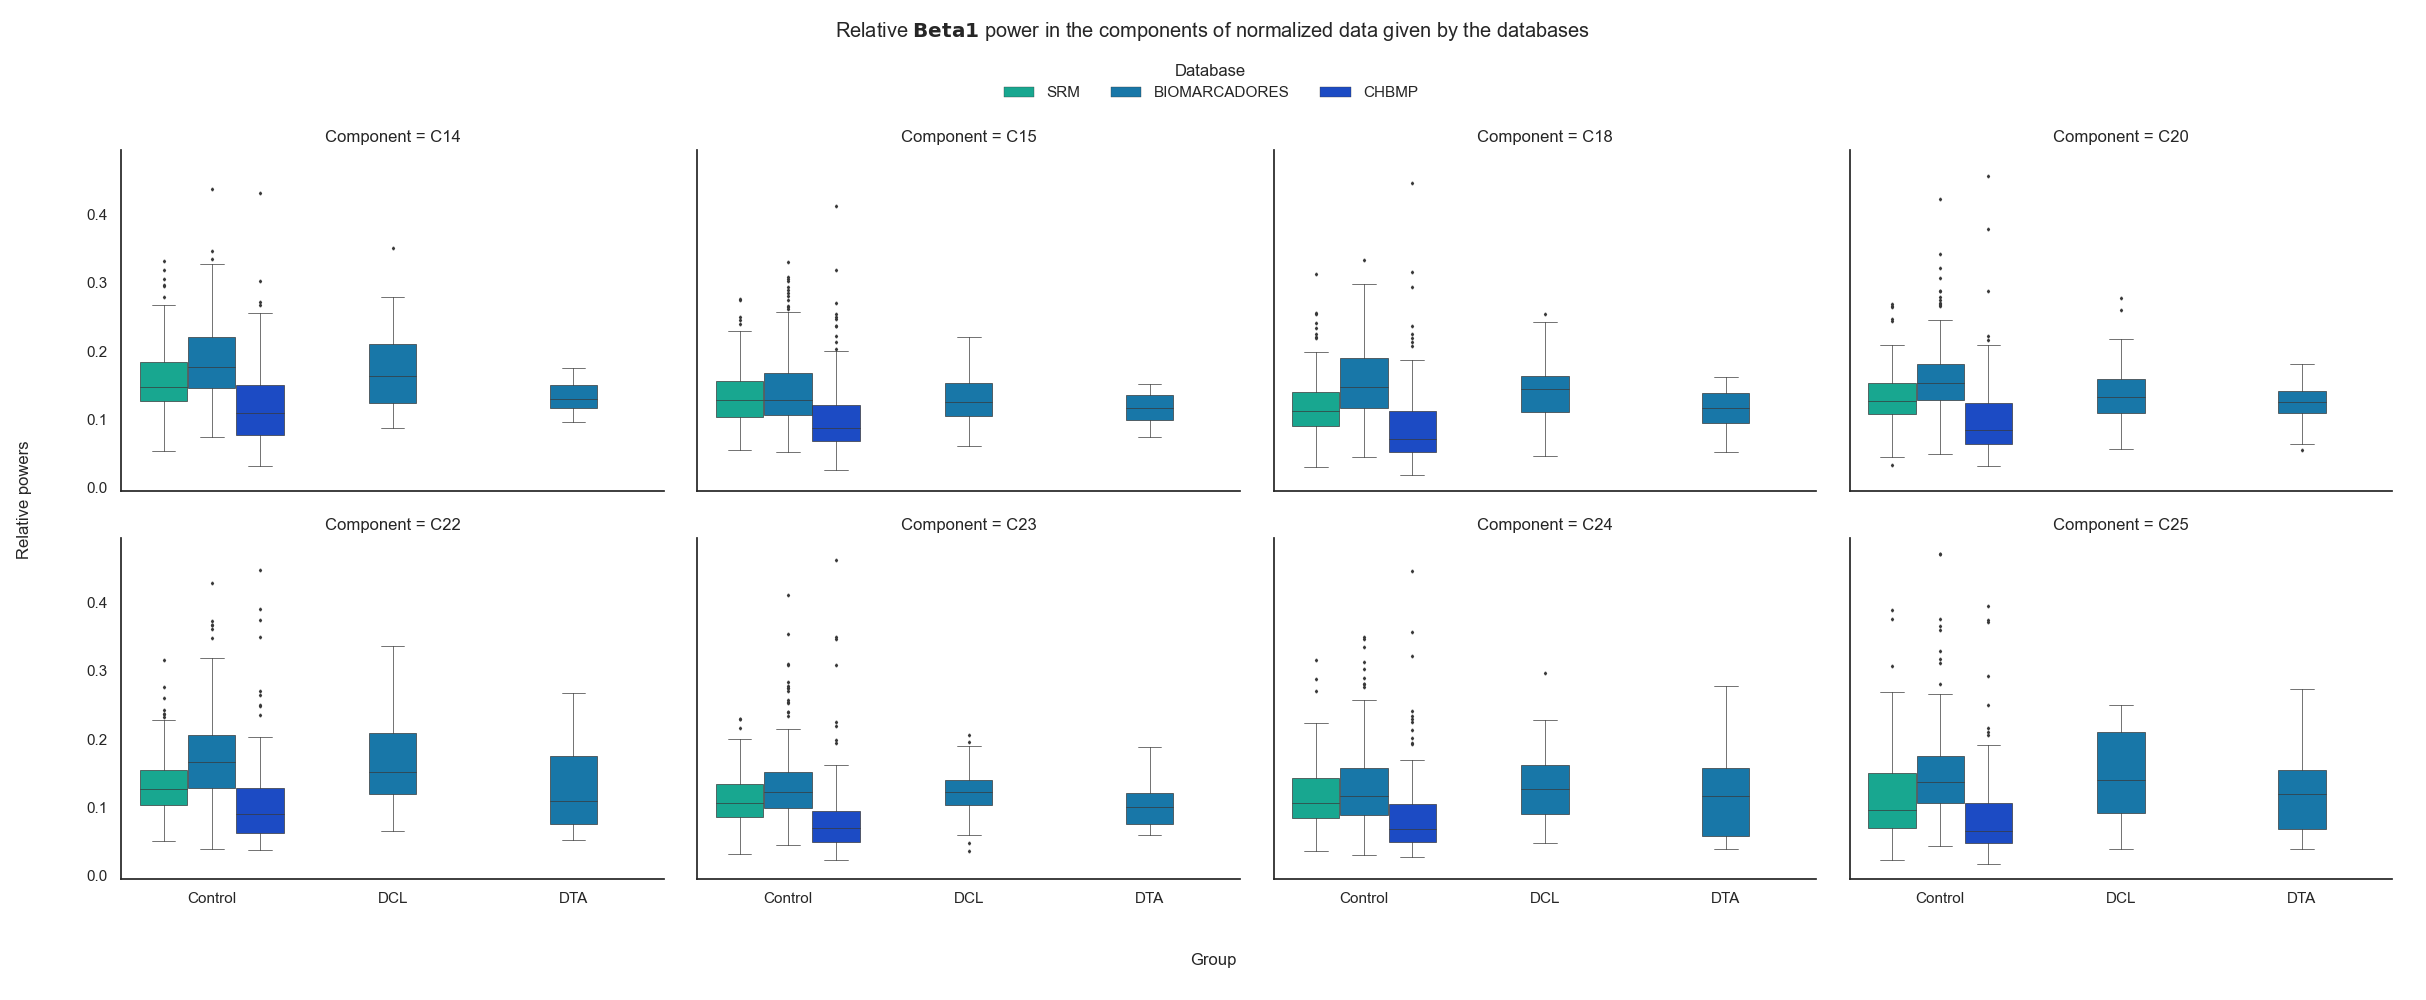 Relative Beta1 power in the components of normalized data given by the databases
Database
SRM BIOMARCADORES CHBMP
Component = C14 Component = C15 Component = C18 Component = C20
0.4
0.3
0.2
0.1
0.0
Relative powers
Component = C22 Component = C23 Component = C24 Component = C25
0.4
0.3
0.2
0.1
0.0
Control DCL DTA Control DCL DTA Control DCL DTA Control DCL DTA
Group